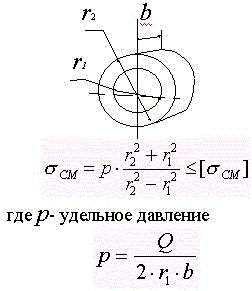 r₂
b
r₁
σ_СМ = p · (r₂² + r₁²) / (r₂² − r₁²) ≤ [σ_СМ]
где p- удельное давление
p = Q / (2 · r₁ · b)